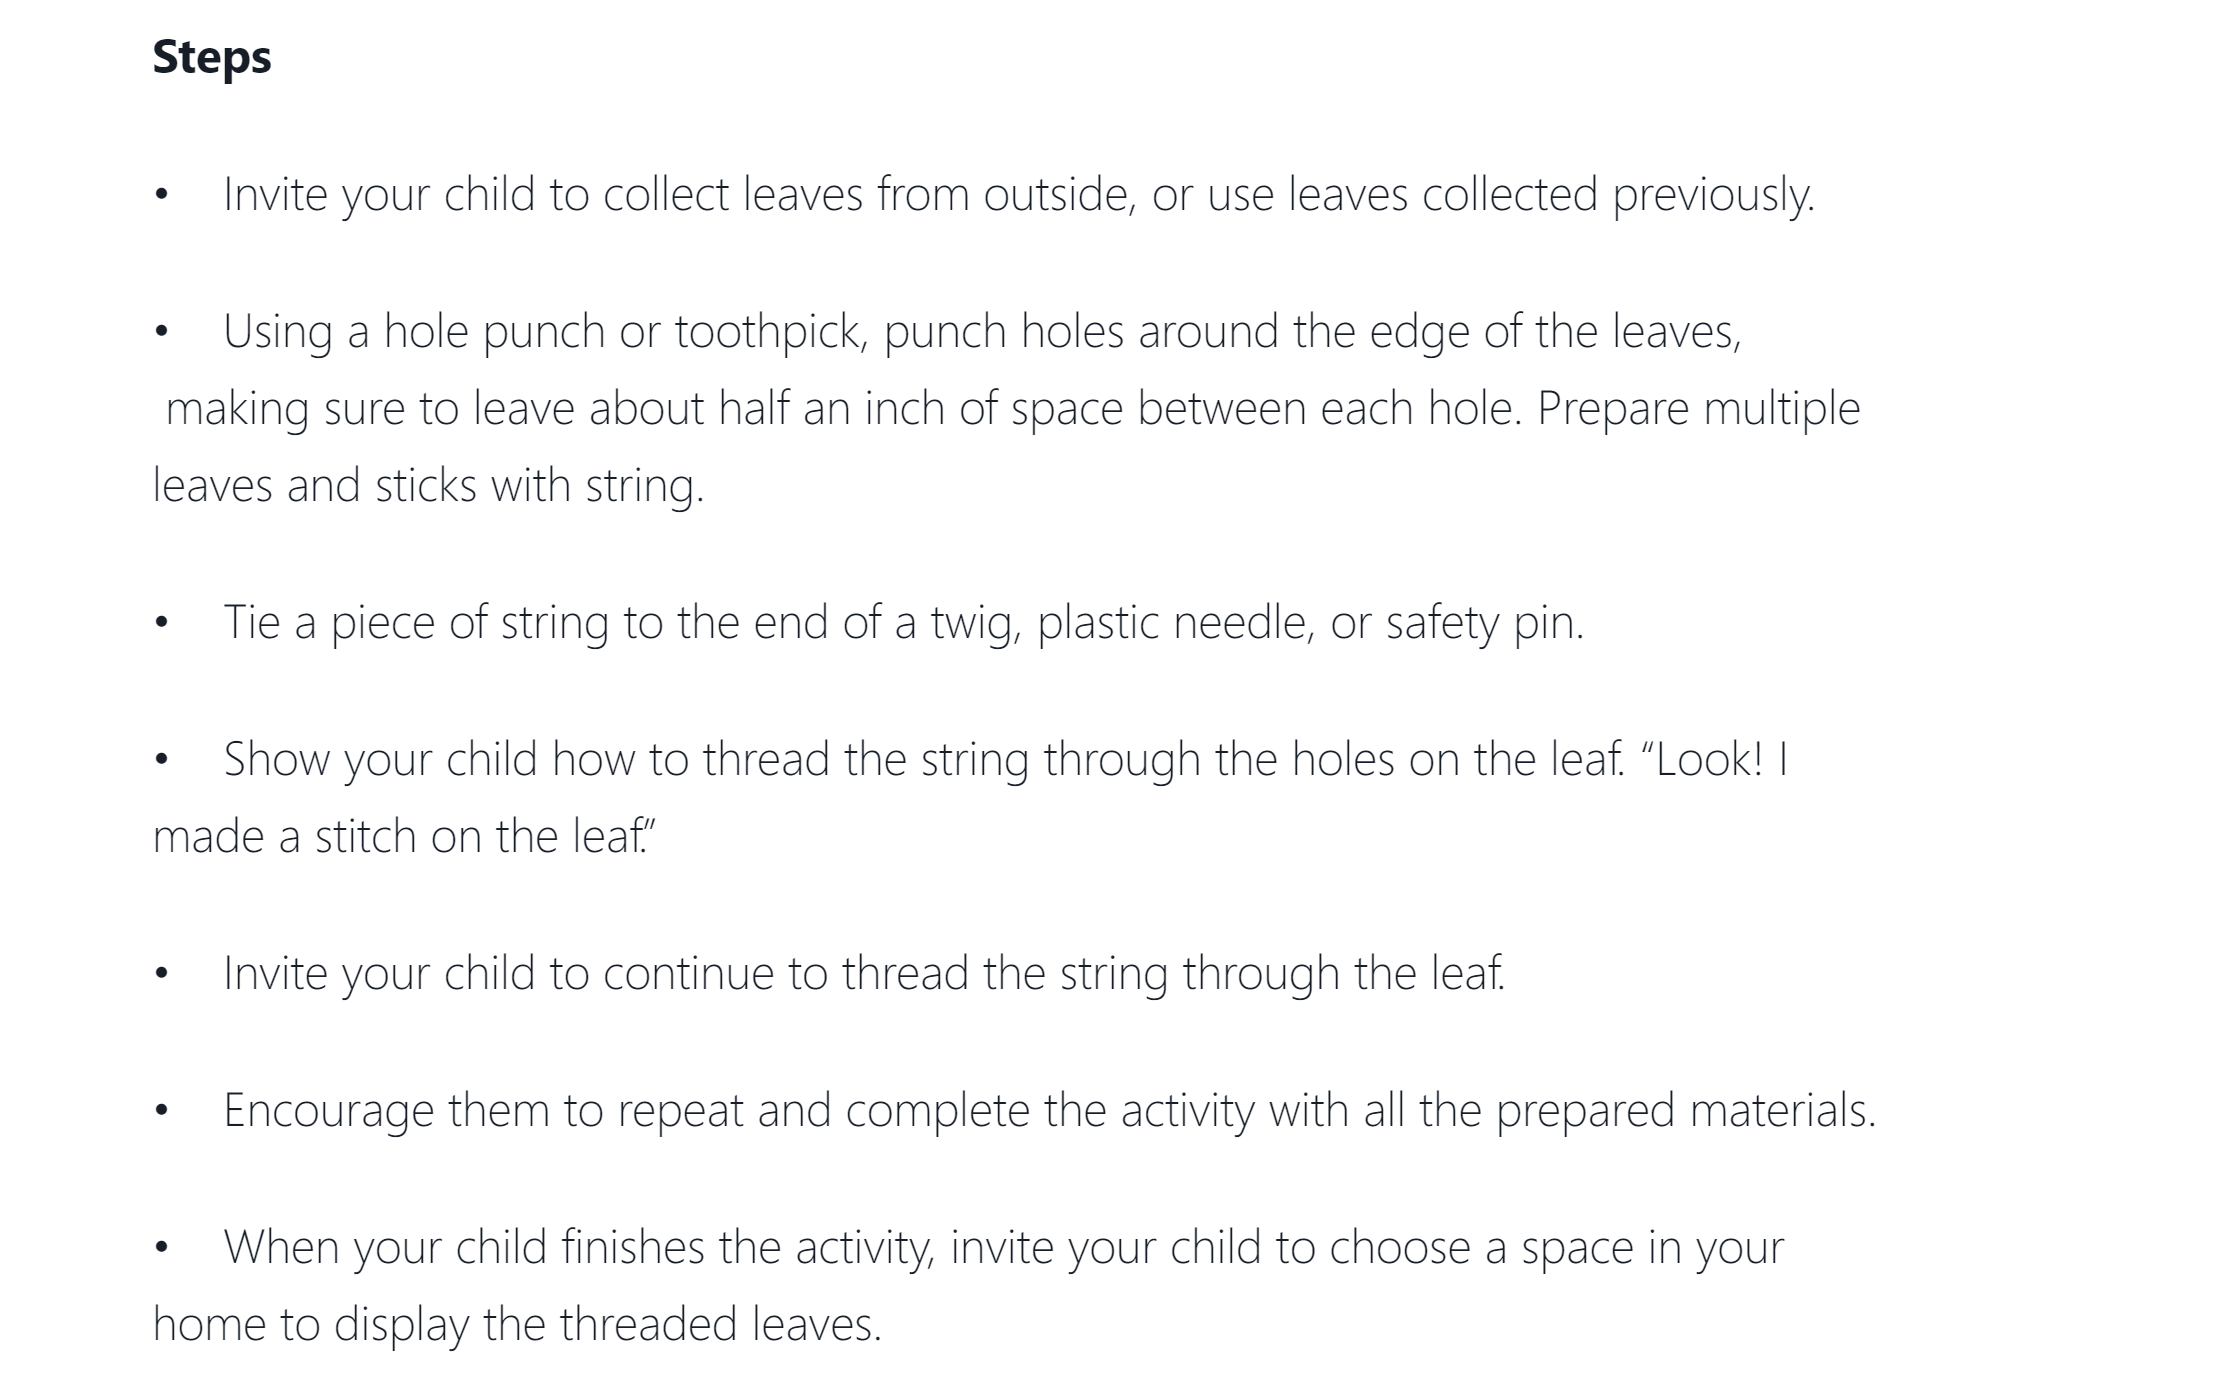 Steps
• Invite your child to collect leaves from outside, or use leaves collected previously.
• Using a hole punch or toothpick, punch holes around the edge of the leaves,
making sure to leave about half an inch of space between each hole. Prepare multiple
leaves and sticks with string.
• Tie a piece of string to the end of a twig, plastic needle, or safety pin.
• Show your child how to thread the string through the holes on the leaf. “Look! I
made a stitch on the leaf.”
• Invite your child to continue to thread the string through the leaf.
• Encourage them to repeat and complete the activity with all the prepared materials.
• When your child finishes the activity, invite your child to choose a space in your
home to display the threaded leaves.